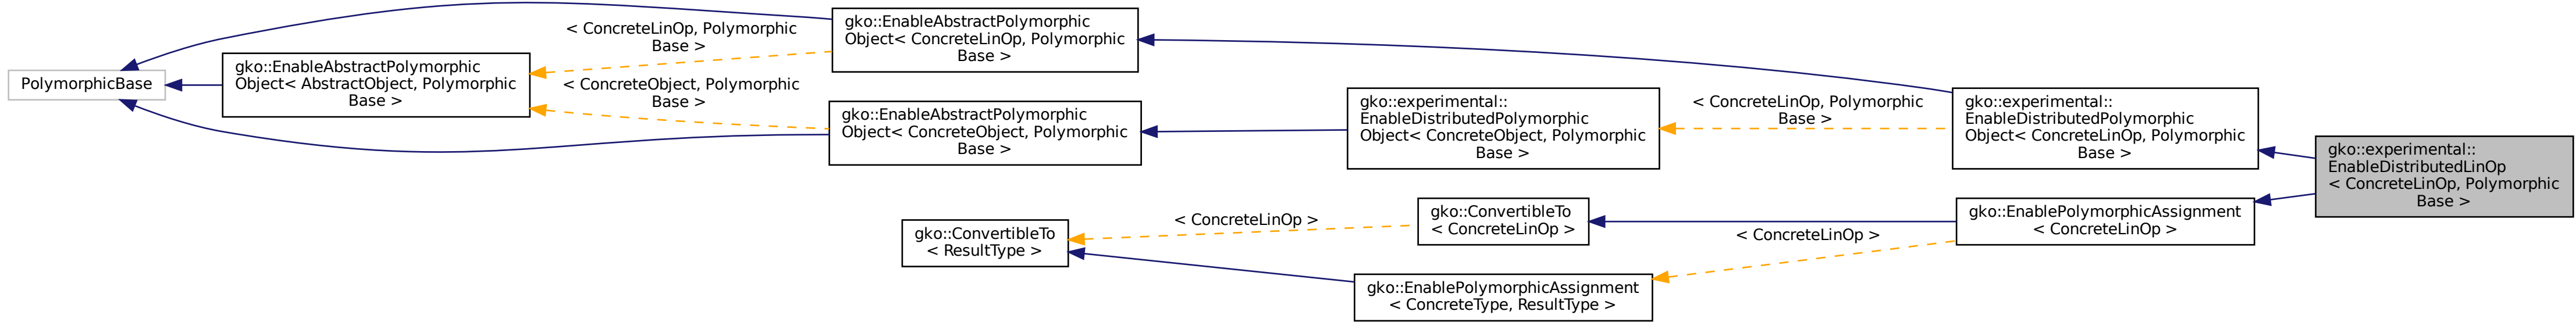 PolymorphicBase
gko::EnableAbstractPolymorphic
Object< AbstractObject, Polymorphic
Base >
< ConcreteLinOp, Polymorphic
Base >
< ConcreteObject, Polymorphic
Base >
gko::EnableAbstractPolymorphic
Object< ConcreteLinOp, Polymorphic
Base >
gko::EnableAbstractPolymorphic
Object< ConcreteObject, Polymorphic
Base >
gko::experimental::
EnableDistributedPolymorphic
Object< ConcreteObject, Polymorphic
Base >
< ConcreteLinOp, Polymorphic
Base >
gko::experimental::
EnableDistributedPolymorphic
Object< ConcreteLinOp, Polymorphic
Base >
gko::experimental::
EnableDistributedLinOp
< ConcreteLinOp, Polymorphic
Base >
gko::ConvertibleTo
< ResultType >
< ConcreteLinOp >
gko::ConvertibleTo
< ConcreteLinOp >
gko::EnablePolymorphicAssignment
< ConcreteType, ResultType >
< ConcreteLinOp >
gko::EnablePolymorphicAssignment
< ConcreteLinOp >